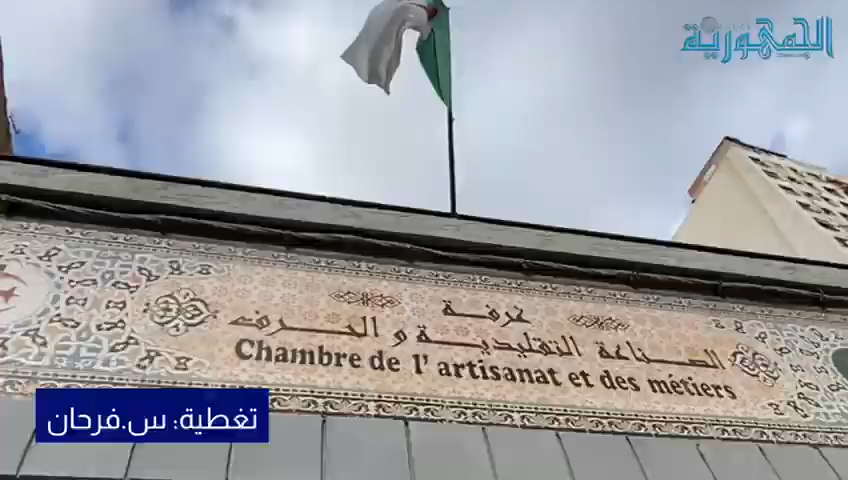 الجمهورية
غرفة
الصناعة التقليدية و الحرف
Chambre de l' artisanat et des métiers
تغطية: س.فرحان